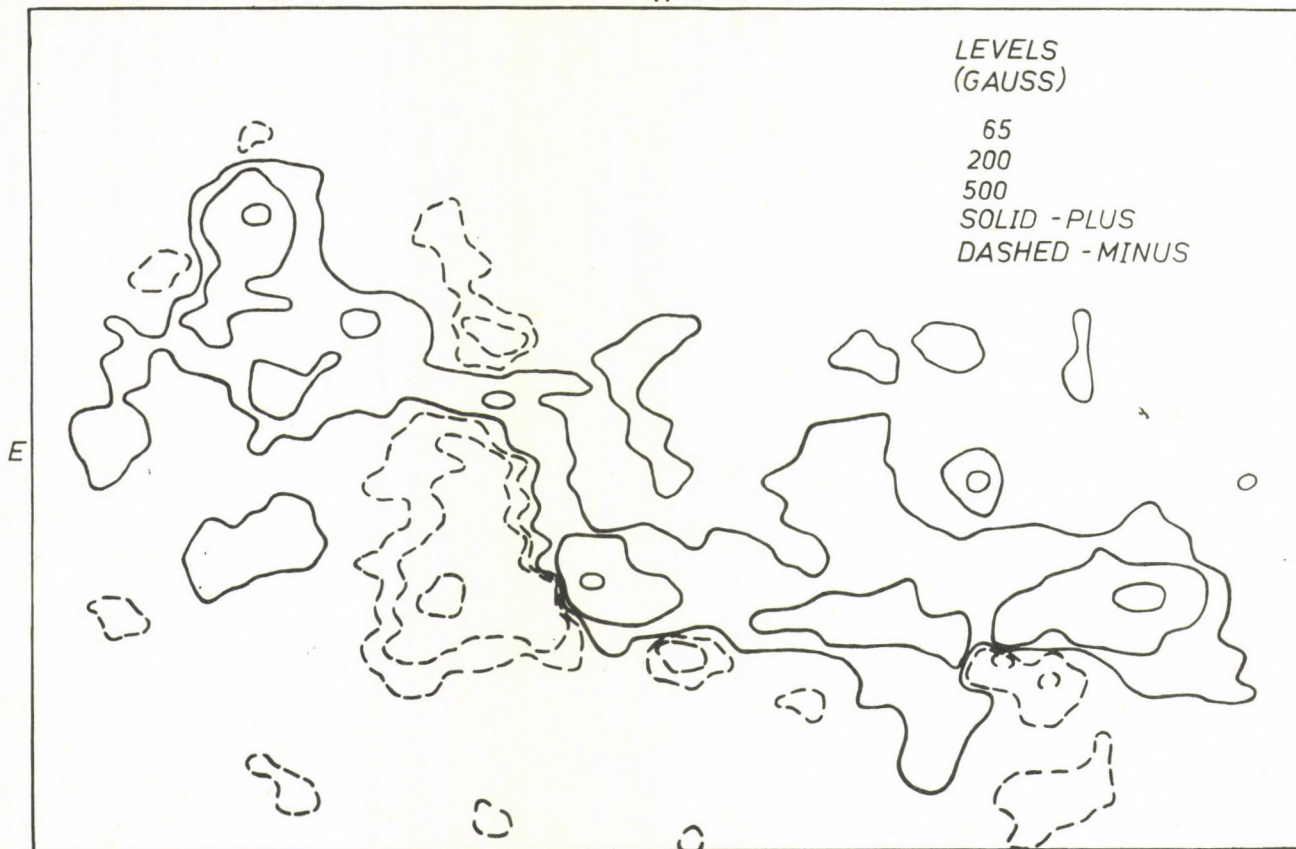 LEVELS
(GAUSS)
65
200
500
SOLID - PLUS
DASHED - MINUS
E